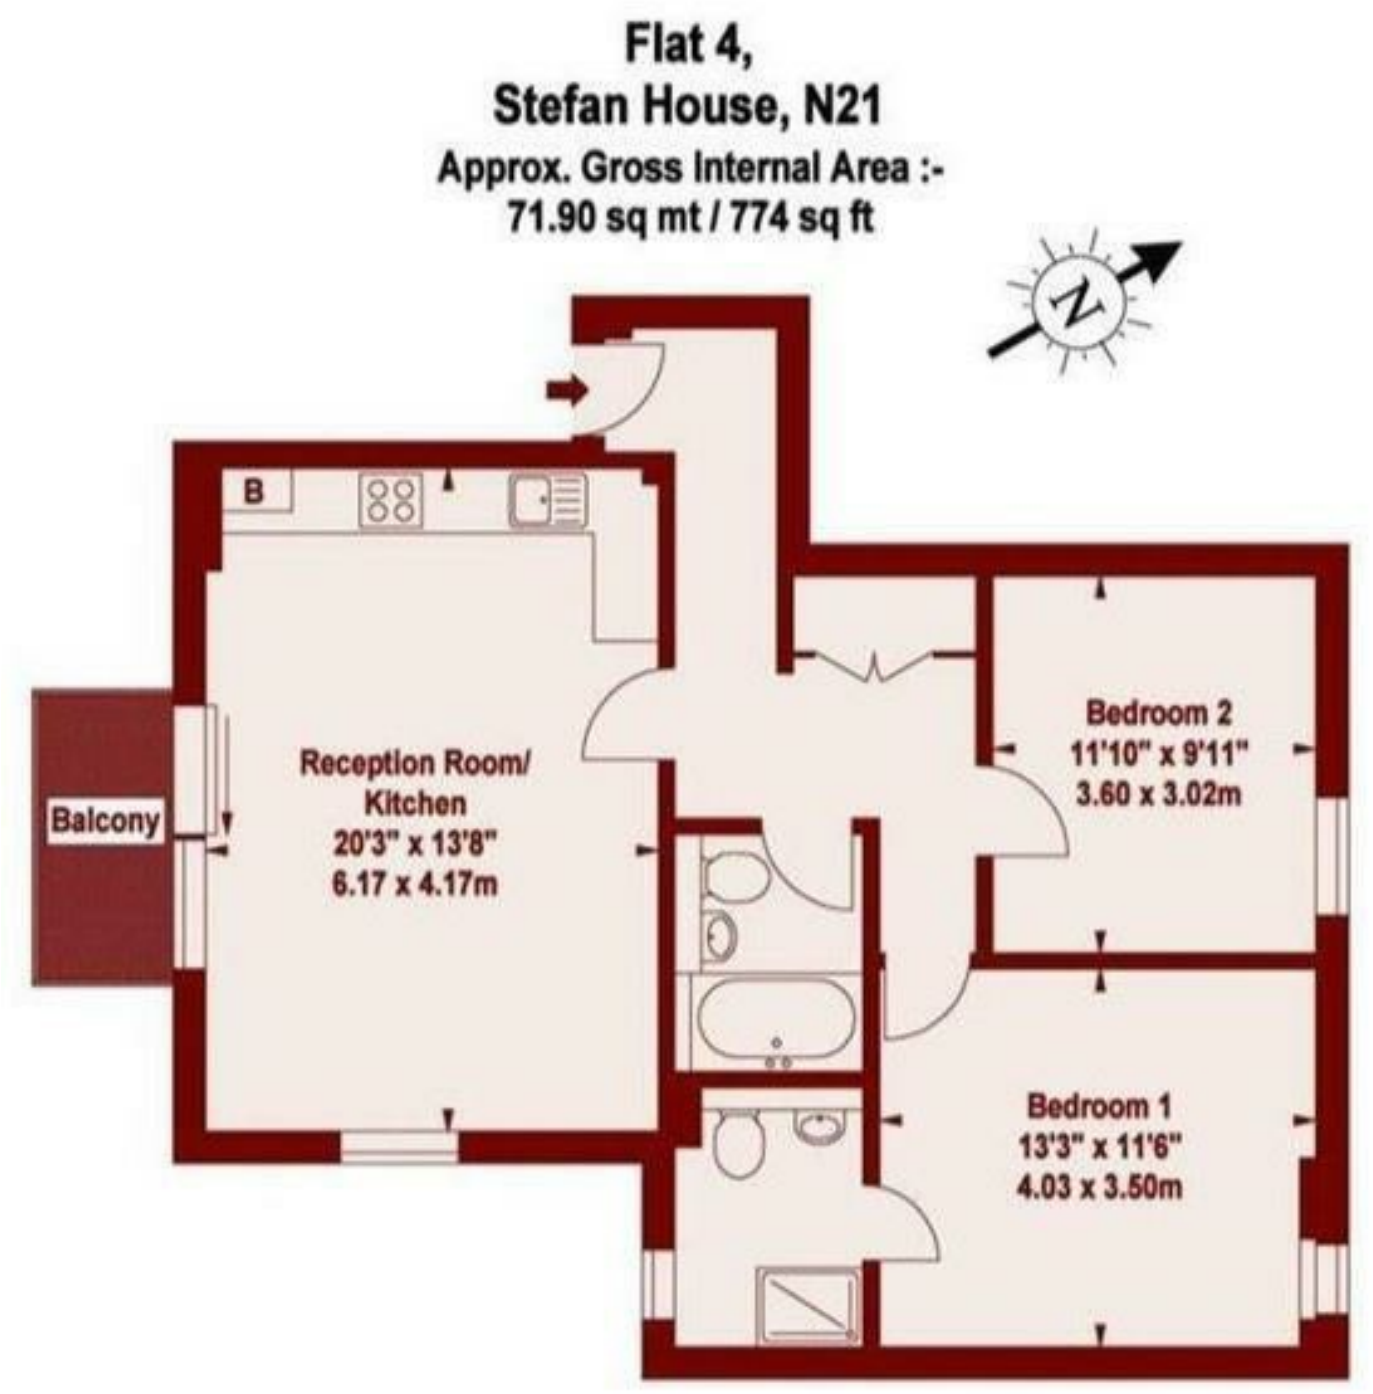 Flat 4,
Stefan House, N21
Approx. Gross Internal Area :-
71.90 sq mt / 774 sq ft
N
B
Reception Room/
Kitchen
20'3" x 13'8"
6.17 x 4.17m
Balcony
Bedroom 2
11'10" x 9'11"
3.60 x 3.02m
Bedroom 1
13'3" x 11'6"
4.03 x 3.50m